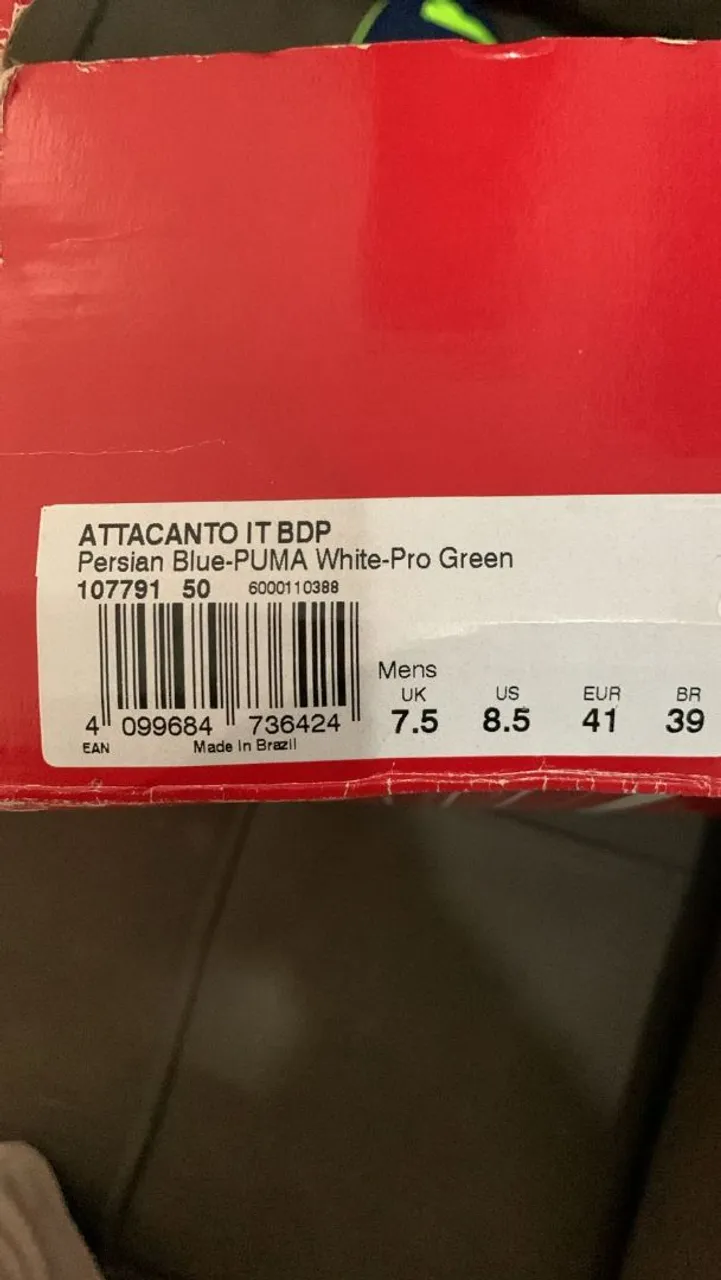 ATTACANTO IT BDP
Persian Blue-PUMA White-Pro Green
107791 50 6000110388
Mens
UK US EUR BR
7.5 8.5 41 39
4 099684 736424
EAN Made in Brazil